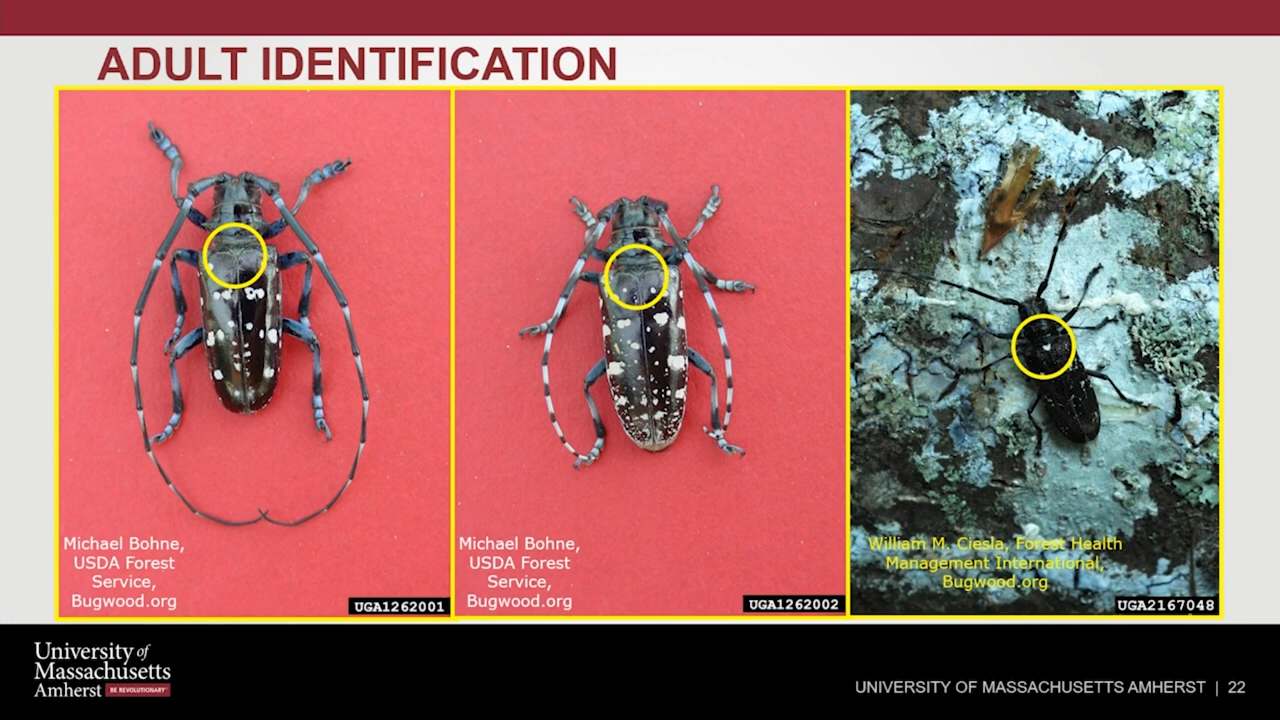 ADULT IDENTIFICATION
Michael Bohne,
USDA Forest
Service,
Bugwood.org
UGA1262001
Michael Bohne,
USDA Forest
Service,
Bugwood.org
UGA1262002
William M. Ciesla, Forest Health
Management International,
Bugwood.org
UGA2167048
University of
Massachusetts
Amherst BE REVOLUTIONARY™
UNIVERSITY OF MASSACHUSETTS AMHERST | 22